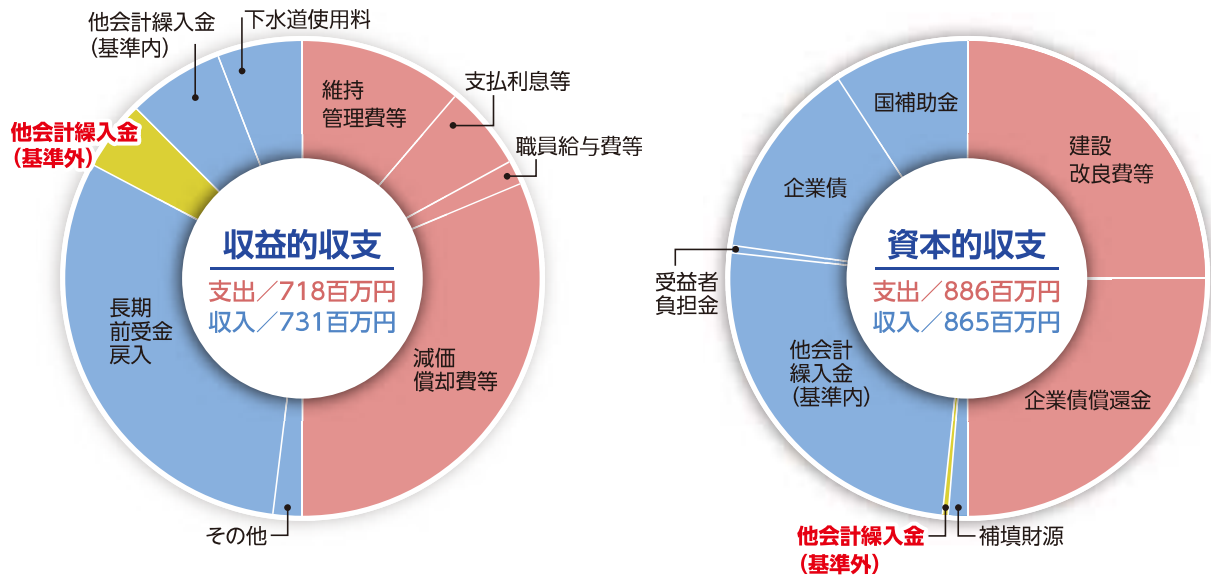 他会計繰入金
（基準内）
下水道使用料
他会計繰入金
（基準外）
維持
管理費等
支払利息等
職員給与費等
収益的収支
支出／718百万円
収入／731百万円
長期
前受金
戻入
減価
償却費等
その他
国補助金
建設
改良費等
企業債
受益者
負担金
資本的収支
支出／886百万円
収入／865百万円
他会計
繰入金
（基準内）
企業債償還金
他会計繰入金
（基準外）
補填財源